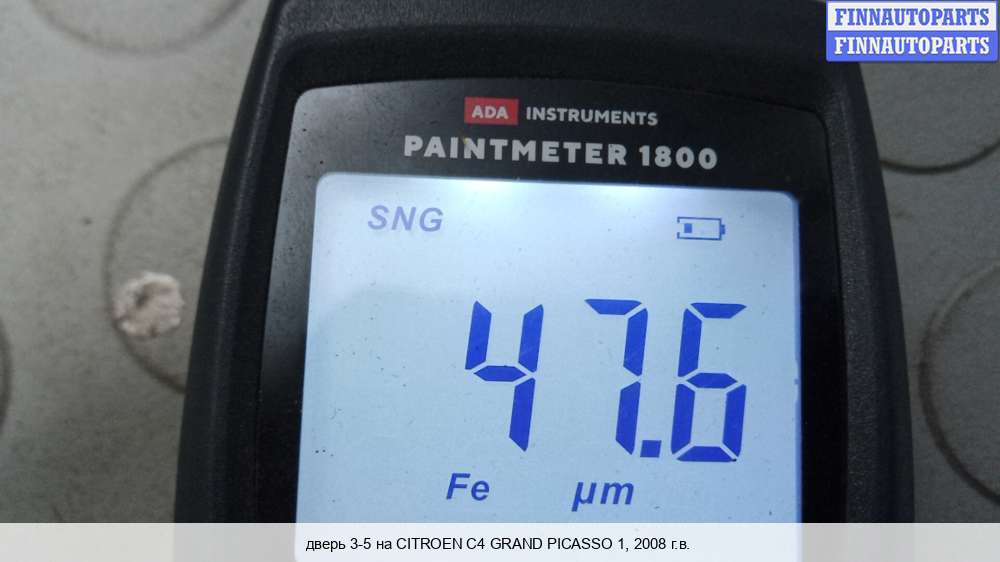 FINNAUTOPARTS
FINNAUTOPARTS
ADA INSTRUMENTS
PAINTMETER 1800
SNG
47.6
Fe µm
дверь 3-5 на CITROEN C4 GRAND PICASSO 1, 2008 г.в.